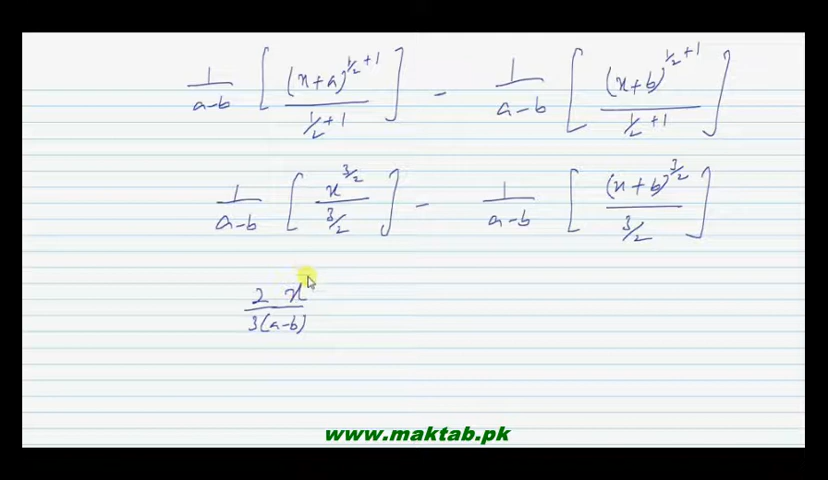 1/(a-b) [ (x+a)^(1/2+1) / (1/2+1) ] - 1/(a-b) [ (x+b)^(1/2+1) / (1/2+1) ]
1/(a-b) [ x^(3/2) / (3/2) ] - 1/(a-b) [ (x+b)^(3/2) / (3/2) ]
2 x / 3(a-b)
www.maktab.pk